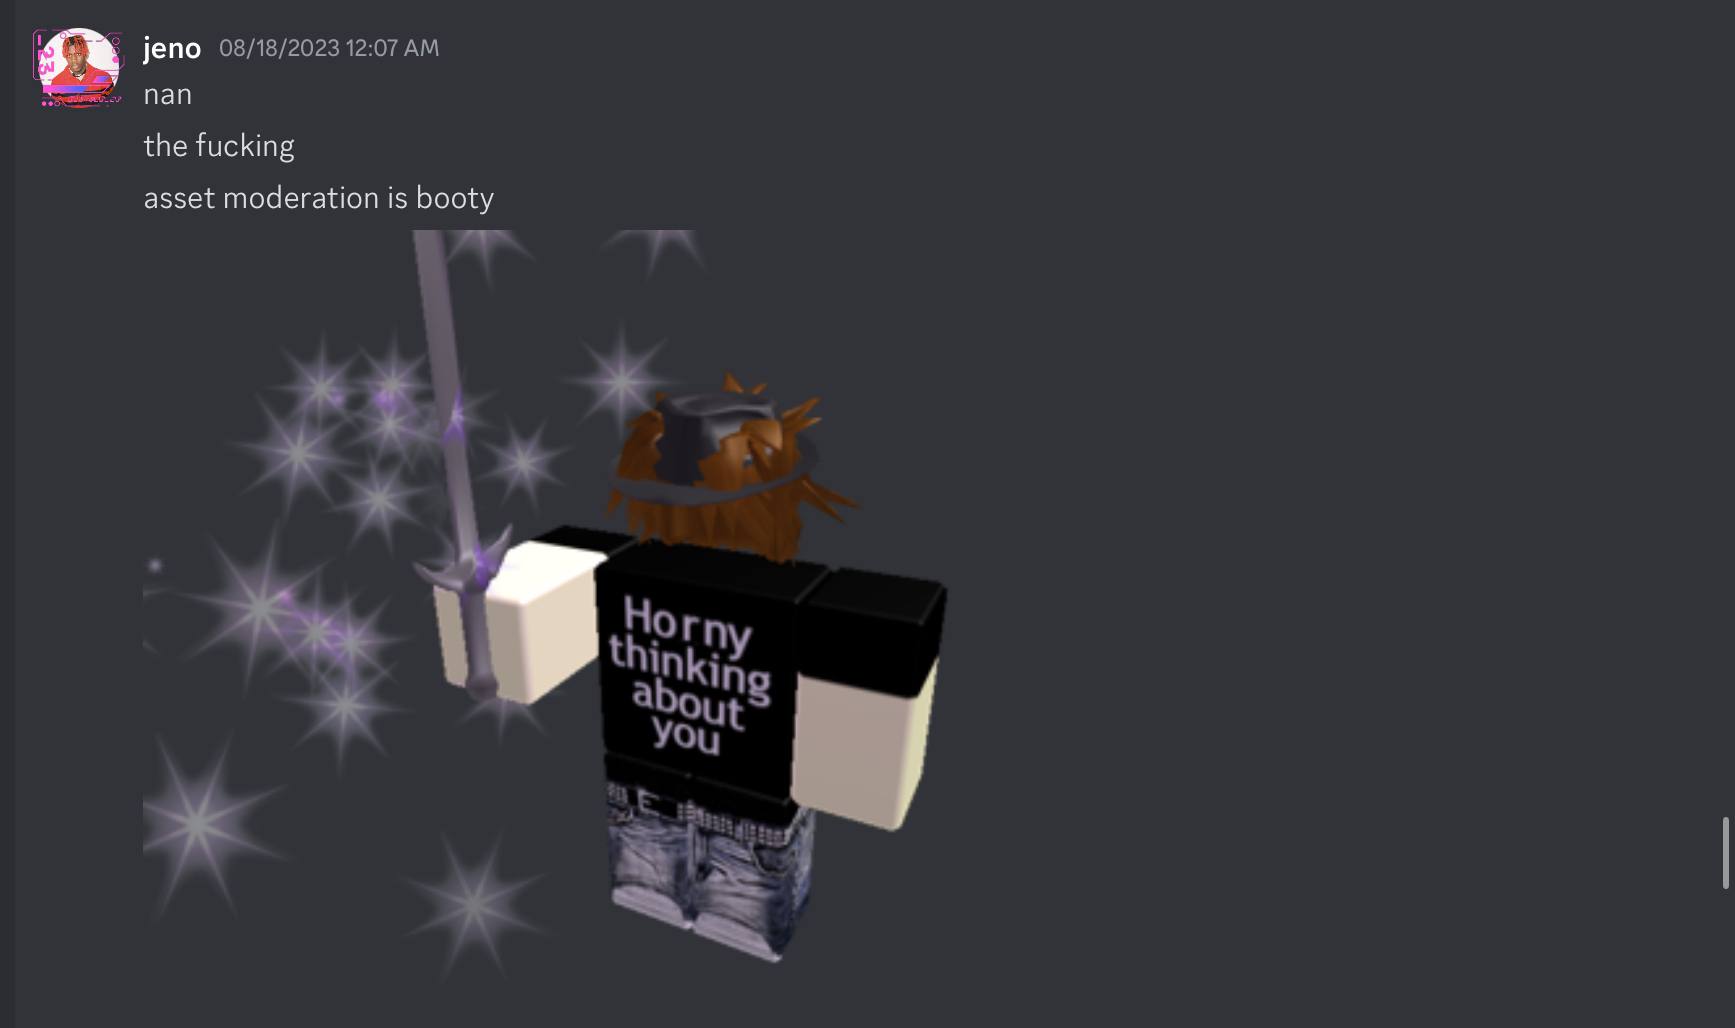 jeno 08/18/2023 12:07 AM
nan
the fucking
asset moderation is booty
Horny
thinking
about
you